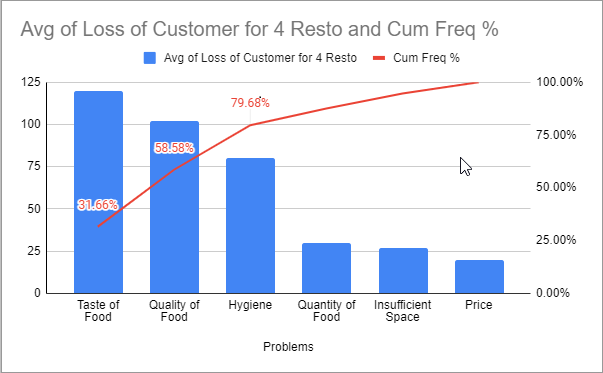 Avg of Loss of Customer for 4 Resto and Cum Freq %
Avg of Loss of Customer for 4 Resto
Cum Freq %
125
100
75
50
25
0
100.00%
75.00%
50.00%
25.00%
0.00%
31.66%
58.58%
79.68%
Taste of
Food
Quality of
Food
Hygiene
Quantity of
Food
Insufficient
Space
Price
Problems